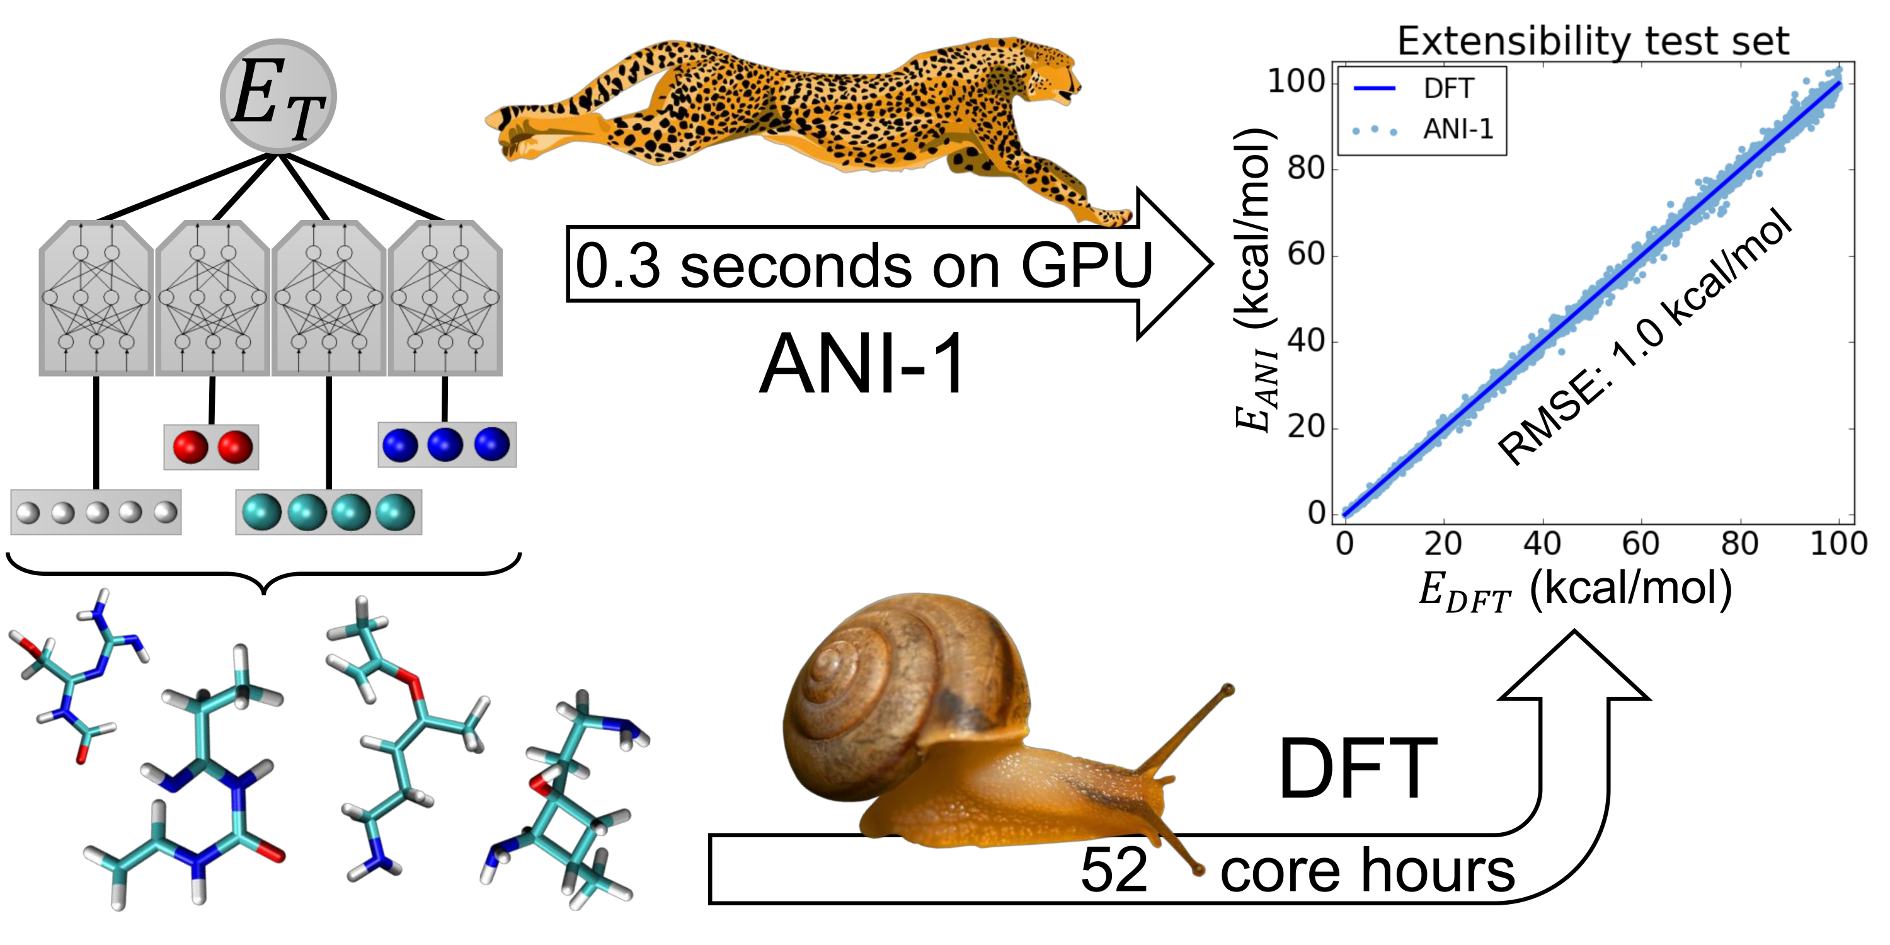 E_T
0.3 seconds on GPU
ANI-1
Extensibility test set
DFT
ANI-1
100
80
60
40
20
0
E_ANI (kcal/mol)
RMSE: 1.0 kcal/mol
0 20 40 60 80 100
E_DFT (kcal/mol)
DFT
52 core hours